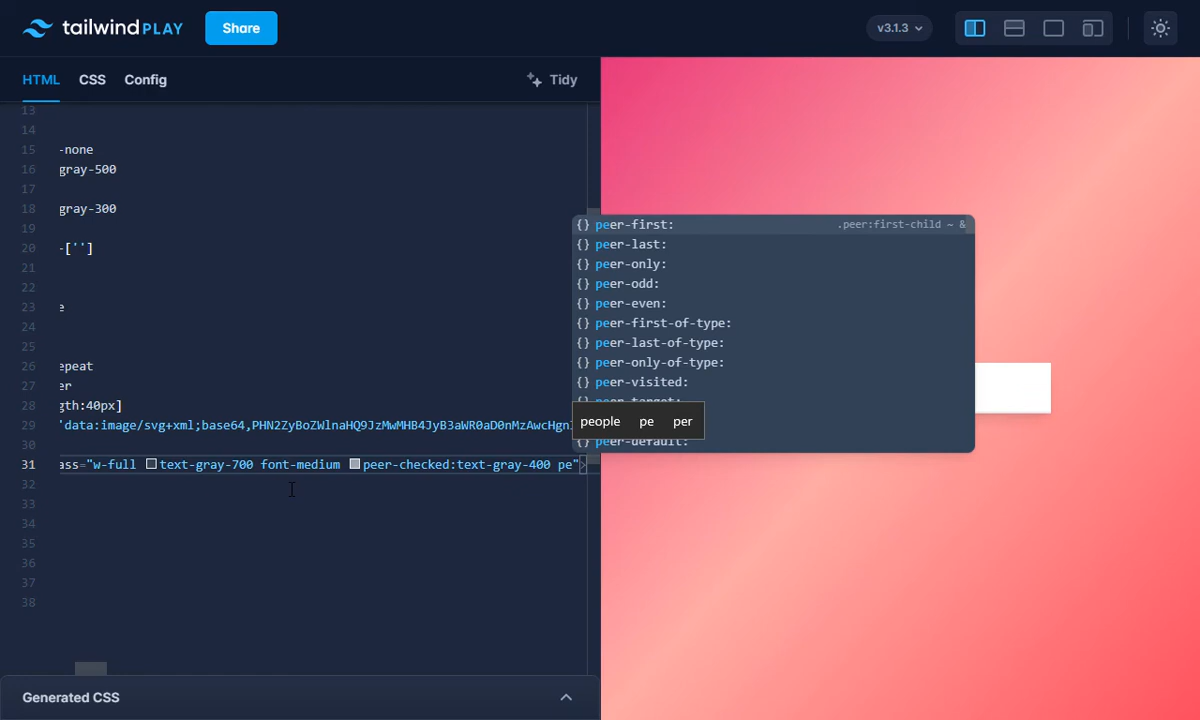 tailwind PLAY
Share
v3.1.3
HTML
CSS
Config
Tidy
13
14
15 -none
16 gray-500
17
18 gray-300
19
20 -['']
21
22
23 e
24
25
26 epeat
27 er
28 gth:40px]
29 'data:image/svg+xml;base64,PHN2ZyBoZWlnaHQ9JzMwMHB4JyB3aWR0aD0nMzAwcHgn
30
31 ass="w-full text-gray-700 font-medium peer-checked:text-gray-400 pe">
32
33
34
35
36
37
38
{} peer-first: .peer:first-child ~ &
{} peer-last:
{} peer-only:
{} peer-odd:
{} peer-even:
{} peer-first-of-type:
{} peer-last-of-type:
{} peer-only-of-type:
{} peer-visited:
{} peer-target:
people pe per
{} peer-default:
Generated CSS